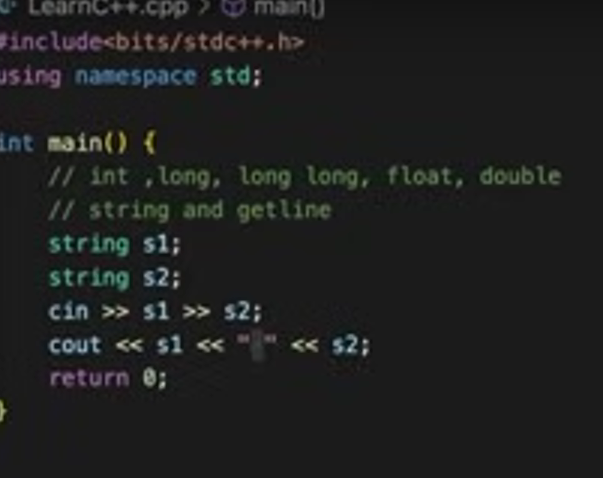 LearnC++.cpp > main()
#include<bits/stdc++.h>
using namespace std;
int main() {
// int ,long, long long, float, double
// string and getline
string s1;
string s2;
cin >> s1 >> s2;
cout << s1 << " " << s2;
return 0;
}